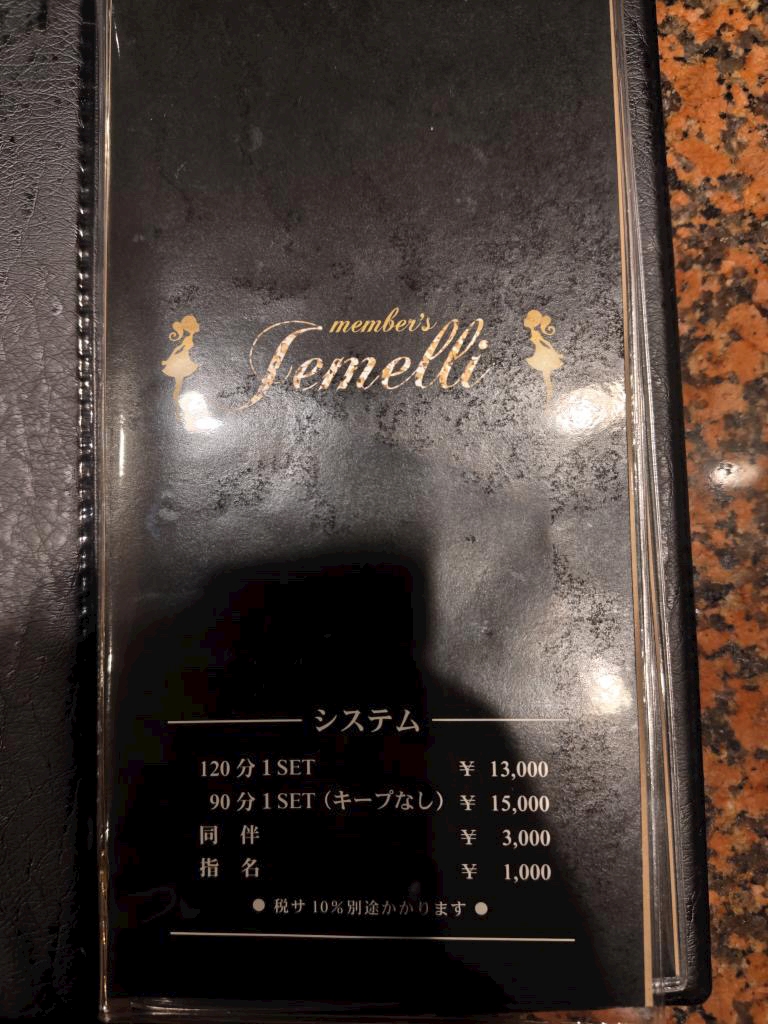 member's
Jemelli
システム
120分1SET ¥ 13,000
90分1SET（キープなし） ¥ 15,000
同 伴 ¥ 3,000
指 名 ¥ 1,000
● 税サ10％別途かかります ●